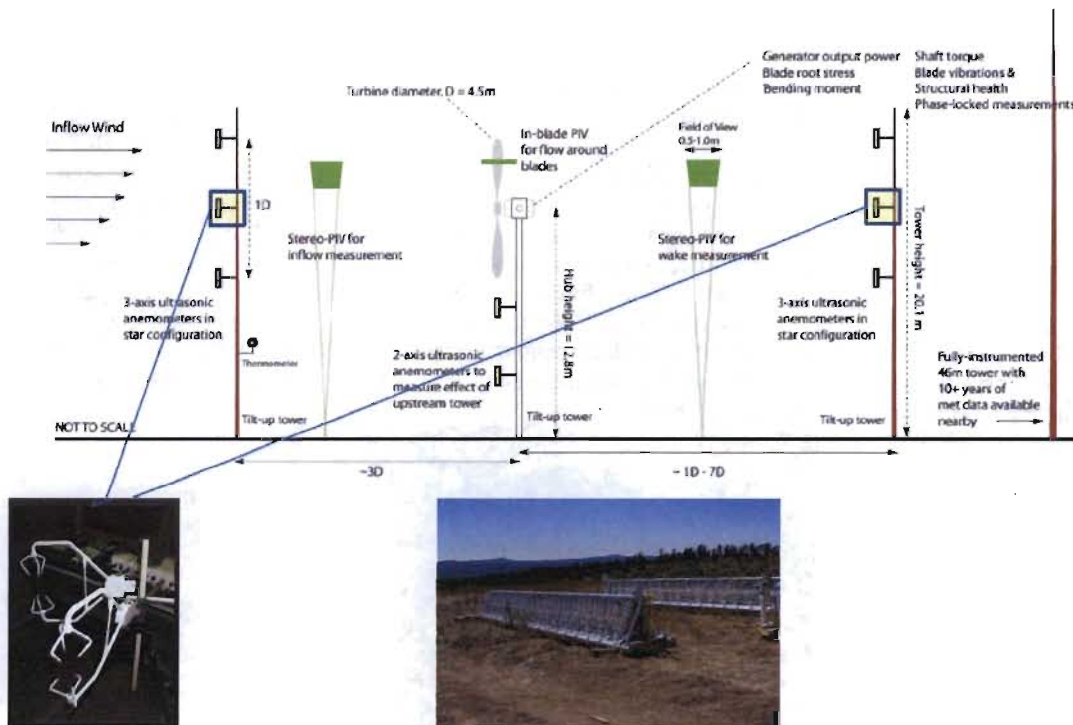 Generator output power
Blade root stress
Bending moment
Shaft torque
Blade vibrations &
Structural health
Phase-locked measurements
Turbine diameter, D = 4.5m
Inflow Wind
In-blade PIV
for flow around
blades
Field of View
0.5-1.0m
1D
Stereo-PIV for
inflow measurement
Stereo-PIV for
wake measurement
Hub height = 12.8m
Tower height = 20.1 m
3-axis ultrasonic
anemometers in
star configuration
3-axis ultrasonic
anemometers in
star configuration
Thermometer
2-axis ultrasonic
anemometers to
measure effect of
upstream tower
Fully-instrumented
46m tower with
10+ years of
met data available
nearby
NOT TO SCALE
Tilt-up tower
Tilt-up tower
Tilt-up tower
~3D
~1D - 7D